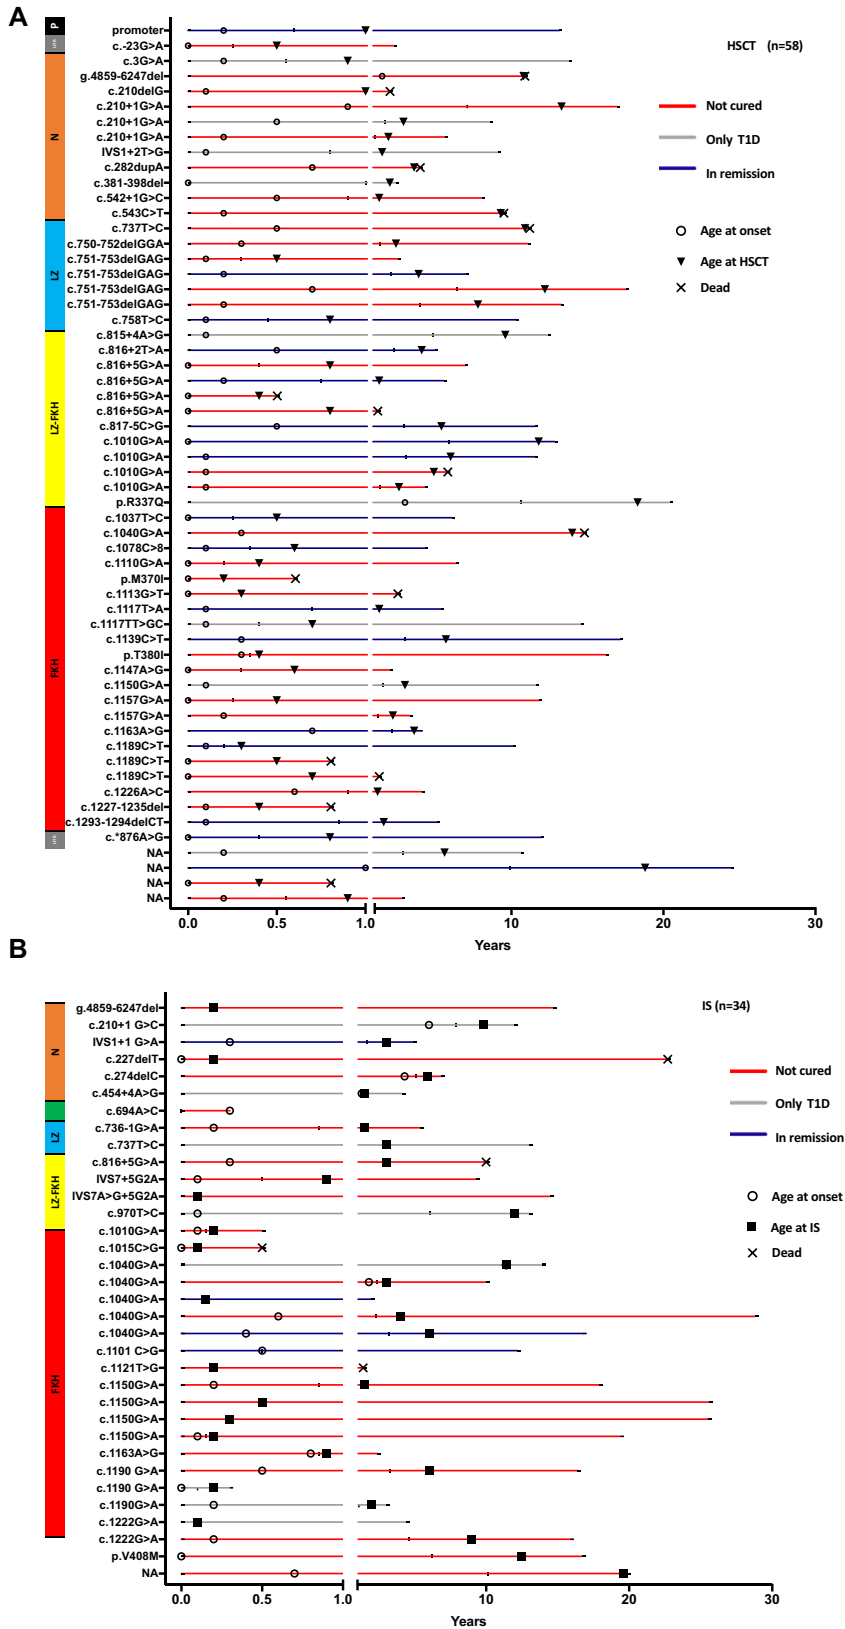 A
P
UTR
N
LZ
LZ-FKH
FKH
UTR
promoter
c.-23G>A
c.3G>A
g.4859-6247del
c.210delG
c.210+1G>A
c.210+1G>A
c.210+1G>A
IVS1+2T>G
c.282dupA
c.381-398del
c.542+1G>C
c.543C>T
c.737T>C
c.750-752delGGA
c.751-753delGAG
c.751-753delGAG
c.751-753delGAG
c.751-753delGAG
c.758T>C
c.815+4A>G
c.816+2T>A
c.816+5G>A
c.816+5G>A
c.816+5G>A
c.816+5G>A
c.817-5C>G
c.1010G>A
c.1010G>A
c.1010G>A
c.1010G>A
p.R337Q
c.1037T>C
c.1040G>A
c.1078C>8
c.1110G>A
p.M370I
c.1113G>T
c.1117T>A
c.1117TT>GC
c.1139C>T
p.T380I
c.1147A>G
c.1150G>A
c.1157G>A
c.1157G>A
c.1163A>G
c.1189C>T
c.1189C>T
c.1189C>T
c.1226A>C
c.1227-1235del
c.1293-1294delCT
c.*876A>G
NA
NA
NA
NA
HSCT (n=58)
Not cured
Only T1D
In remission
Age at onset
Age at HSCT
Dead
0.0 0.5 1.0 10 20 30
Years
B
N
LZ
LZ-FKH
FKH
g.4859-6247del
c.210+1 G>C
IVS1+1 G>A
c.227delT
c.274delC
c.454+4A>G
c.694A>C
c.736-1G>A
c.737T>C
c.816+5G>A
IVS7+5G2A
IVS7A>G+5G2A
c.970T>C
c.1010G>A
c.1015C>G
c.1040G>A
c.1040G>A
c.1040G>A
c.1040G>A
c.1040G>A
c.1101 C>G
c.1121T>G
c.1150G>A
c.1150G>A
c.1150G>A
c.1150G>A
c.1163A>G
c.1190 G>A
c.1190 G>A
c.1190G>A
c.1222G>A
c.1222G>A
p.V408M
NA
IS (n=34)
Not cured
Only T1D
In remission
Age at onset
Age at IS
Dead
0.0 0.5 1.0 10 20 30
Years